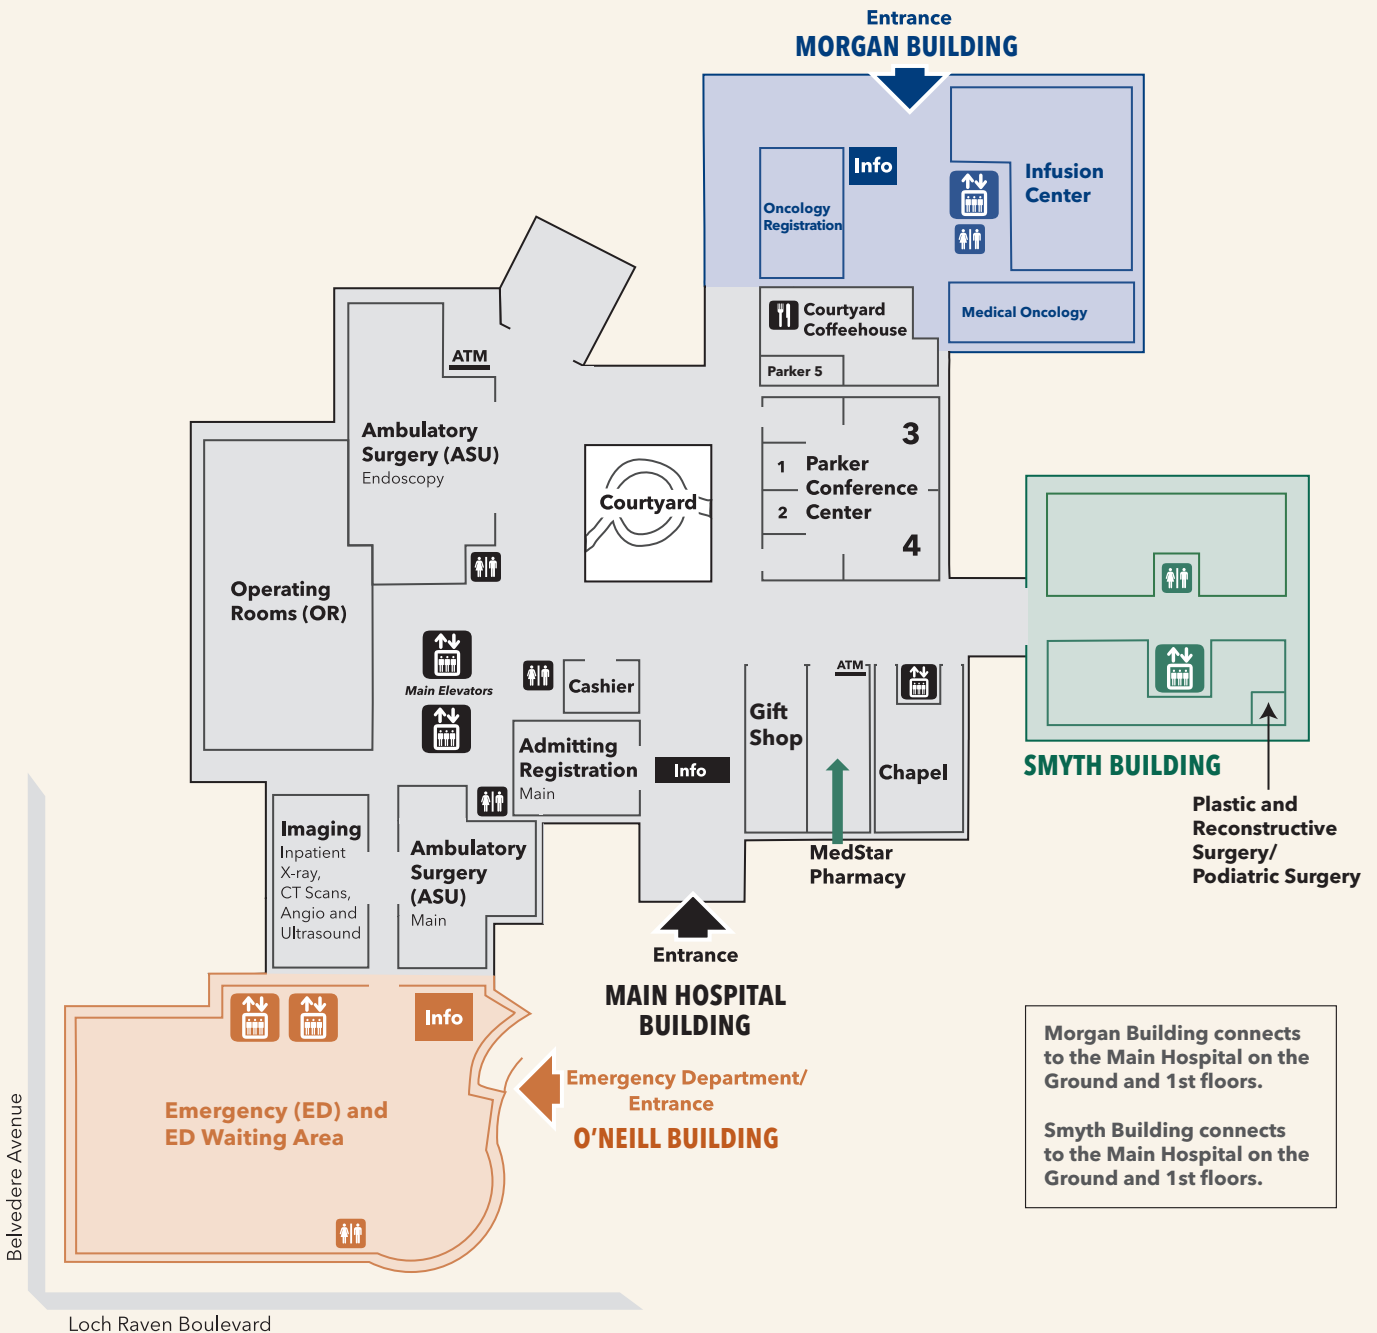 Entrance
MORGAN BUILDING
Info
Oncology
Registration
Infusion
Center
Medical Oncology
Courtyard
Coffeehouse
Parker 5
ATM
Ambulatory
Surgery (ASU)
Endoscopy
Courtyard
3
1
2
Parker
Conference
Center
4
Operating
Rooms (OR)
Main Elevators
Cashier
Admitting
Registration
Main
Info
Gift
Shop
ATM
Chapel
MedStar
Pharmacy
SMYTH BUILDING
Plastic and
Reconstructive
Surgery/
Podiatric Surgery
Imaging
Inpatient
X-ray,
CT Scans,
Angio and
Ultrasound
Ambulatory
Surgery
(ASU)
Main
Entrance
MAIN HOSPITAL
BUILDING
Info
Emergency Department/
Entrance
O'NEILL BUILDING
Emergency (ED) and
ED Waiting Area
Morgan Building connects
to the Main Hospital on the
Ground and 1st floors.
Smyth Building connects
to the Main Hospital on the
Ground and 1st floors.
Belvedere Avenue
Loch Raven Boulevard